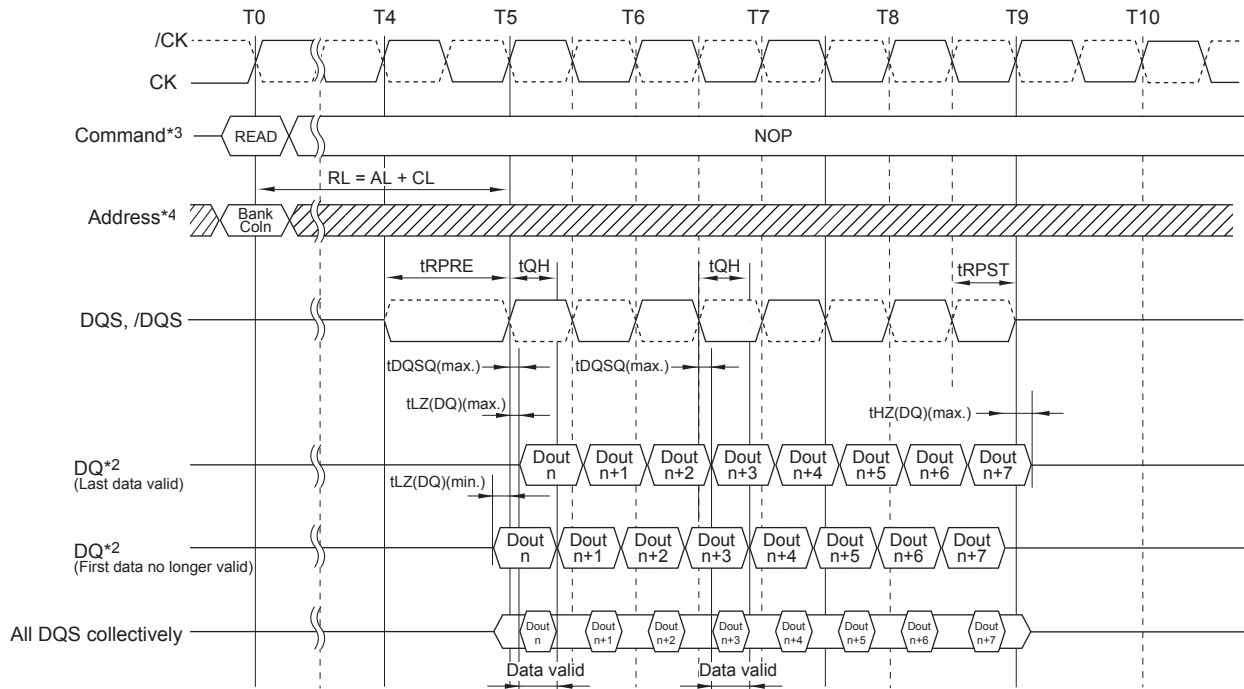 T0 T4 T5 T6 T7 T8 T9 T10
/CK
CK
Command*3 READ NOP
RL = AL + CL
Address*4 Bank
Coln
tRPRE tQH tQH tRPST
DQS, /DQS
tDQSQ(max.) tDQSQ(max.)
tLZ(DQ)(max.) tHZ(DQ)(max.)
DQ*2
(Last data valid)
Dout
n
Dout
n+1
Dout
n+2
Dout
n+3
Dout
n+4
Dout
n+5
Dout
n+6
Dout
n+7
tLZ(DQ)(min.)
DQ*2
(First data no longer valid)
Dout
n
Dout
n+1
Dout
n+2
Dout
n+3
Dout
n+4
Dout
n+5
Dout
n+6
Dout
n+7
All DQS collectively
Dout
n
Dout
n+1
Dout
n+2
Dout
n+3
Dout
n+4
Dout
n+5
Dout
n+6
Dout
n+7
Data valid Data valid